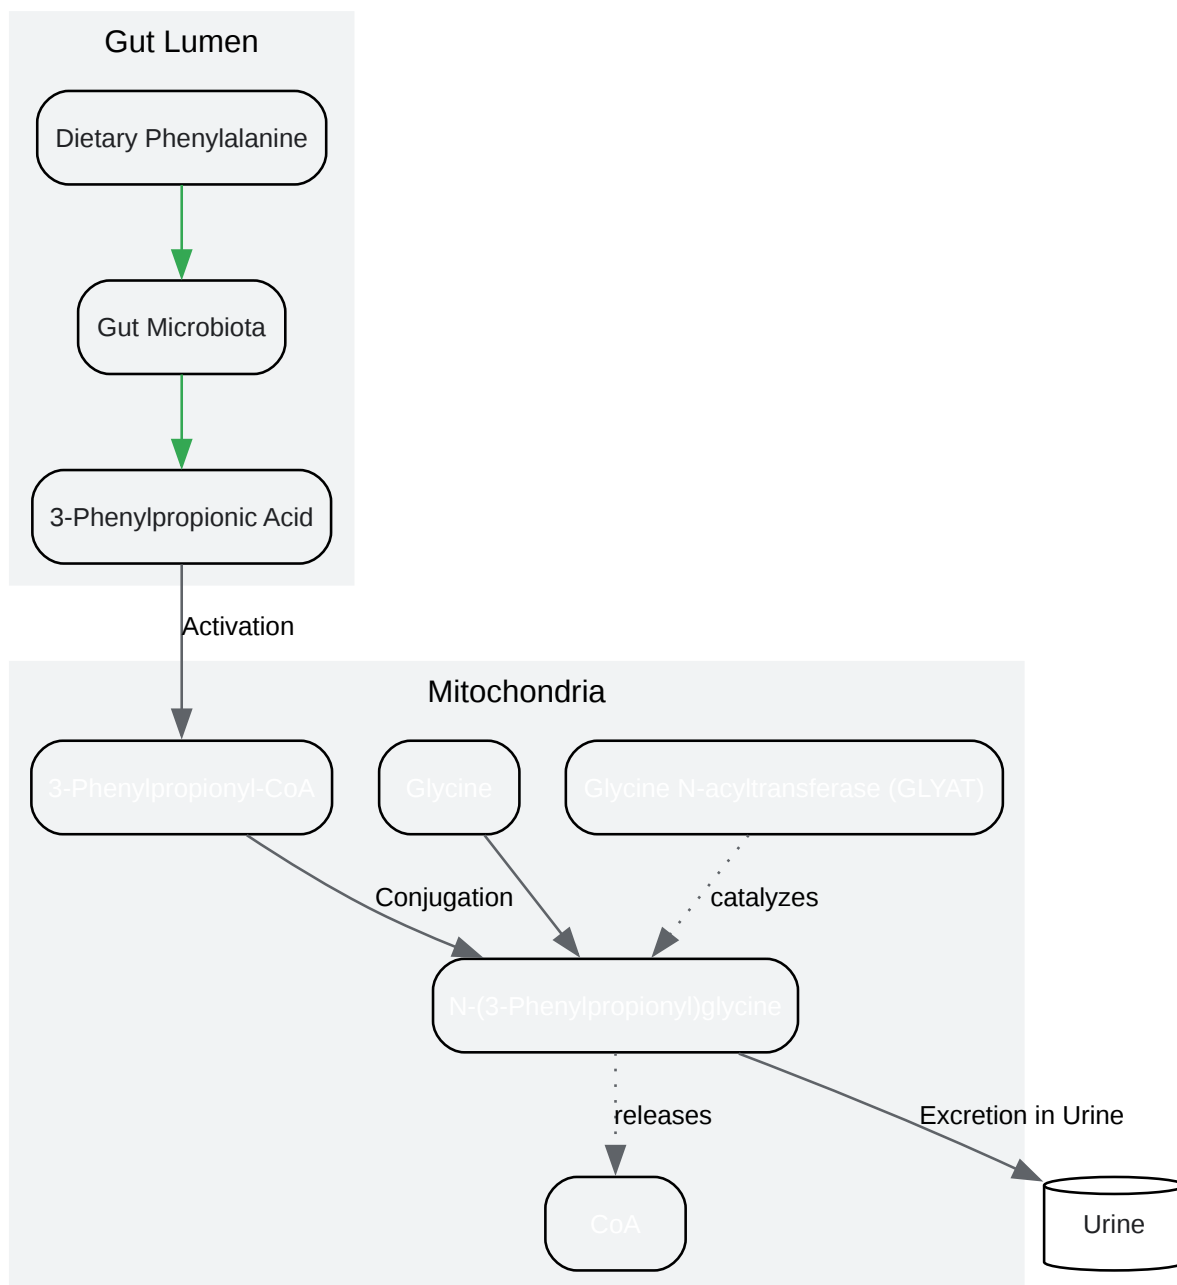 Gut Lumen
Dietary Phenylalanine
Gut Microbiota
3-Phenylpropionic Acid
Activation
Mitochondria
3-Phenylpropionyl-CoA
Glycine
Glycine N-acyltransferase (GLYAT)
Conjugation
catalyzes
N-(3-Phenylpropionyl)glycine
releases
Excretion in Urine
CoA
Urine